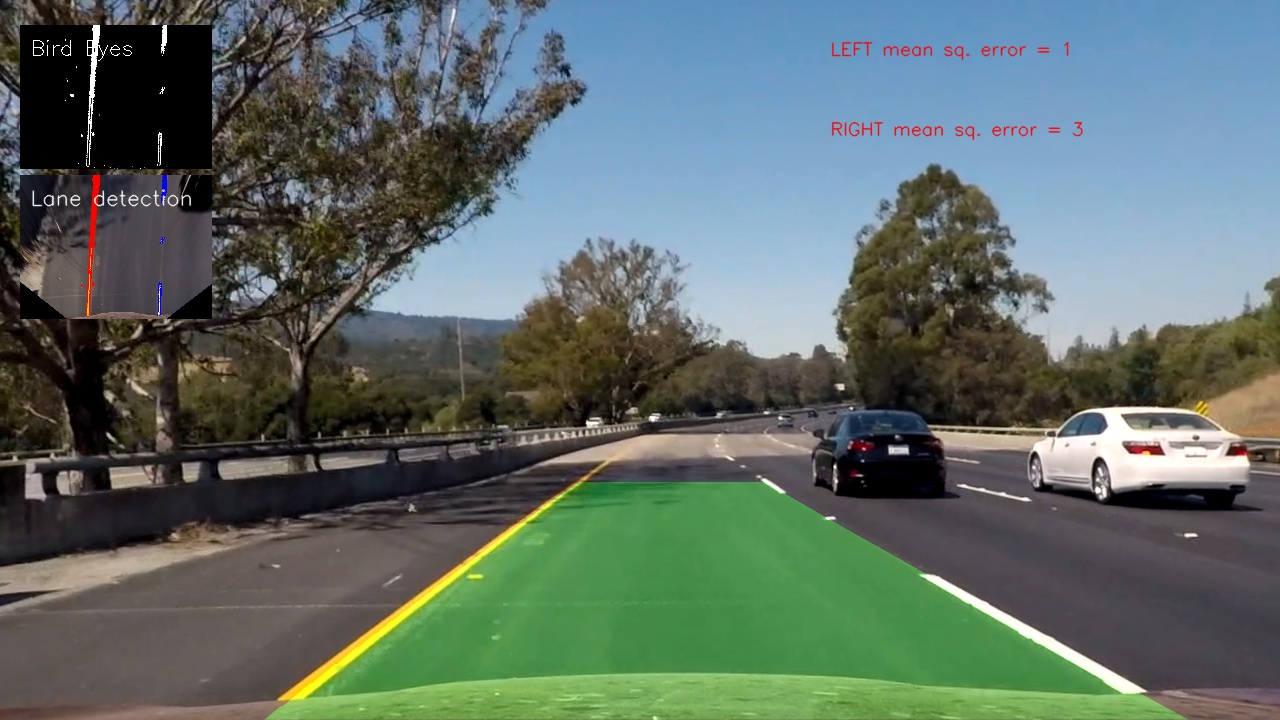 Bird Eyes
Lane detection
LEFT mean sq. error = 1
RIGHT mean sq. error = 3